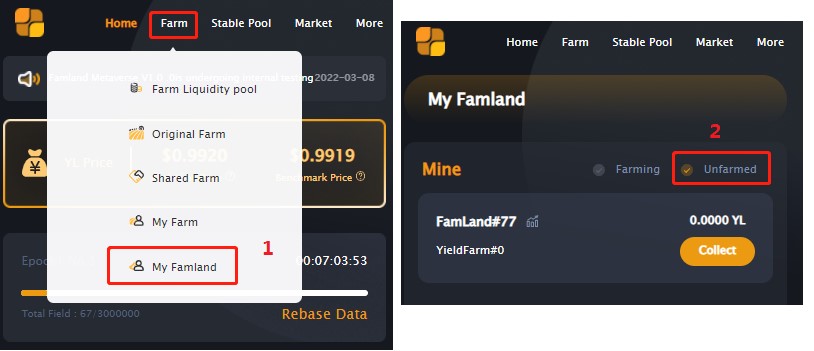 Home Farm Stable Pool Market More
Famland Metaverse V1.0. On undergoing internal testing 2022-03-08
Farm Liquidity pool
Original Farm
Shared Farm
My Farm
My Famland
1
YL Price
$0.9920
$0.9919
Benchmark Price
00:07:03:53
Total Field : 67/3000000
Rebase Data
Home Farm Stable Pool Market More
My Famland
2
Mine Farming Unfarmed
FamLand#77 0.0000 YL
YieldFarm#0 Collect